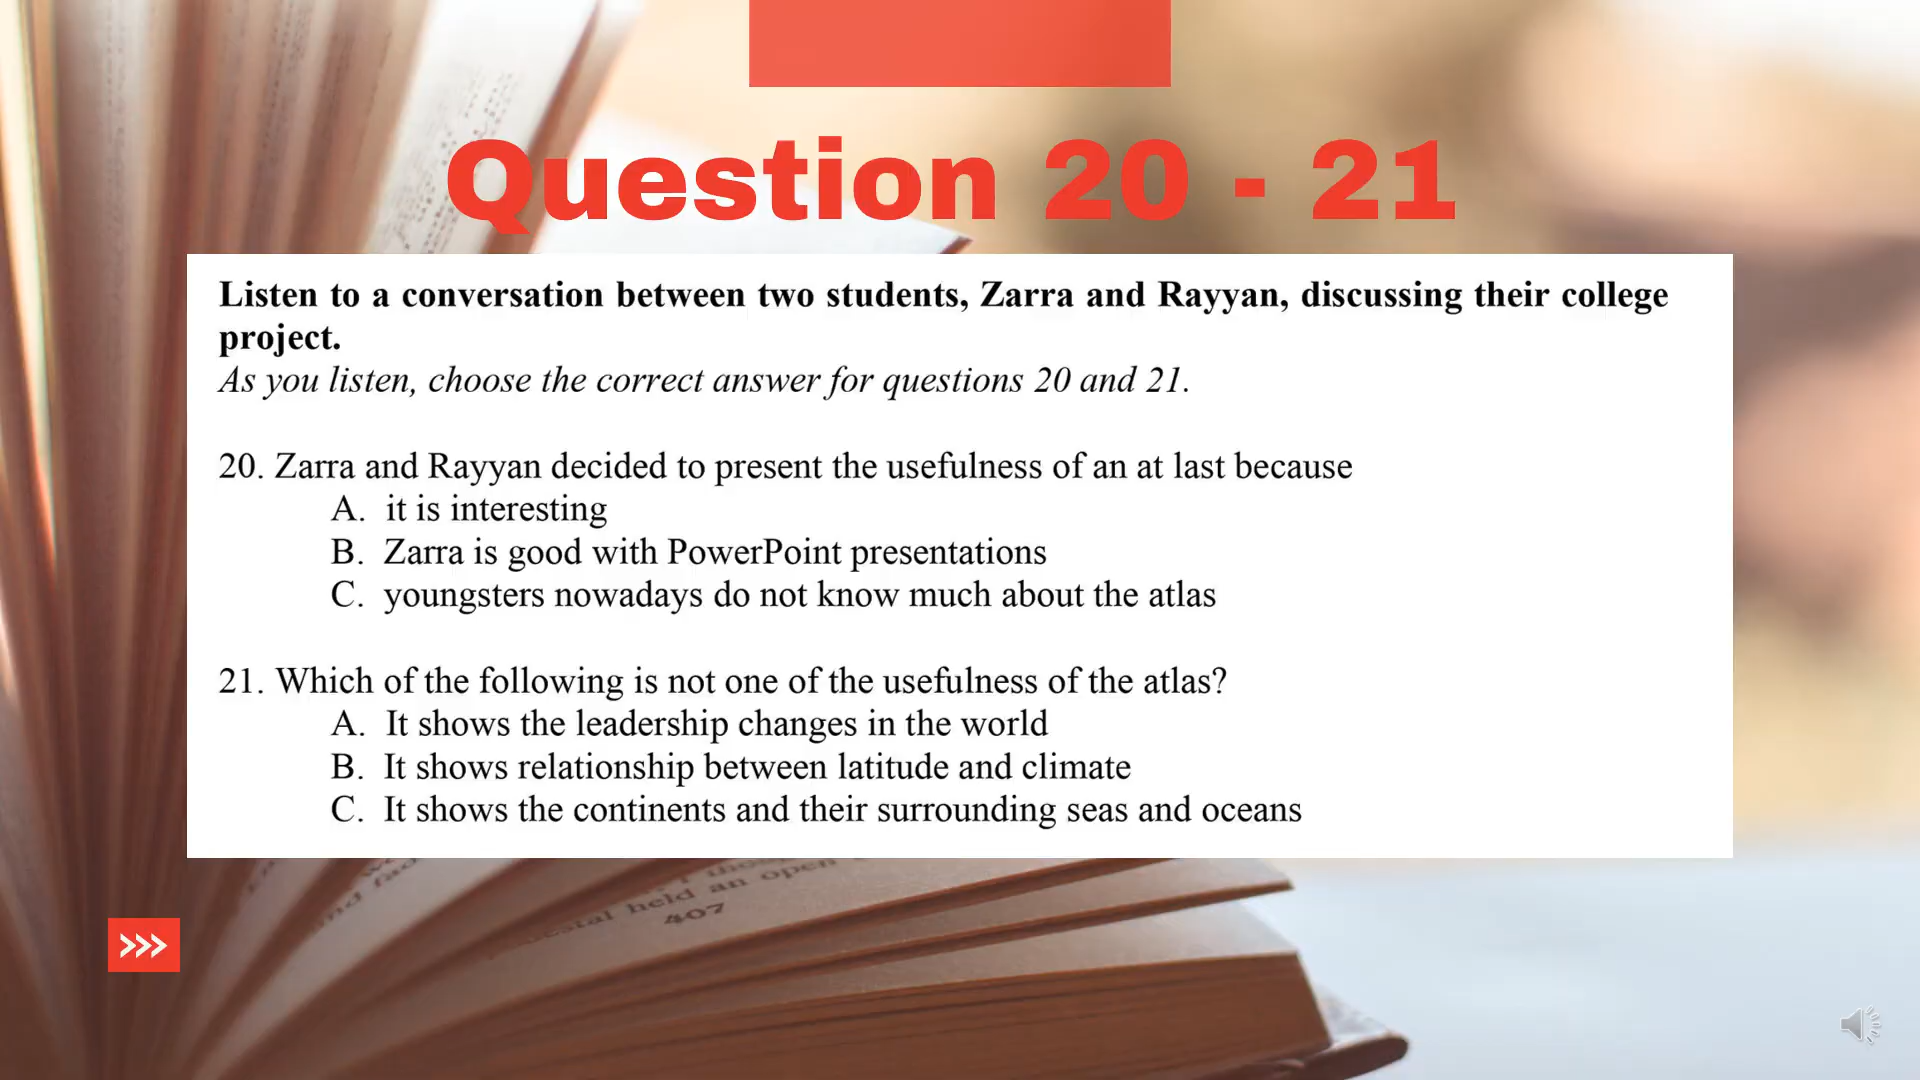 Question 20 - 21
Listen to a conversation between two students, Zarra and Rayyan, discussing their college
project.
As you listen, choose the correct answer for questions 20 and 21.
20. Zarra and Rayyan decided to present the usefulness of an at last because
A. it is interesting
B. Zarra is good with PowerPoint presentations
C. youngsters nowadays do not know much about the atlas
21. Which of the following is not one of the usefulness of the atlas?
A. It shows the leadership changes in the world
B. It shows relationship between latitude and climate
C. It shows the continents and their surrounding seas and oceans
held an open
407